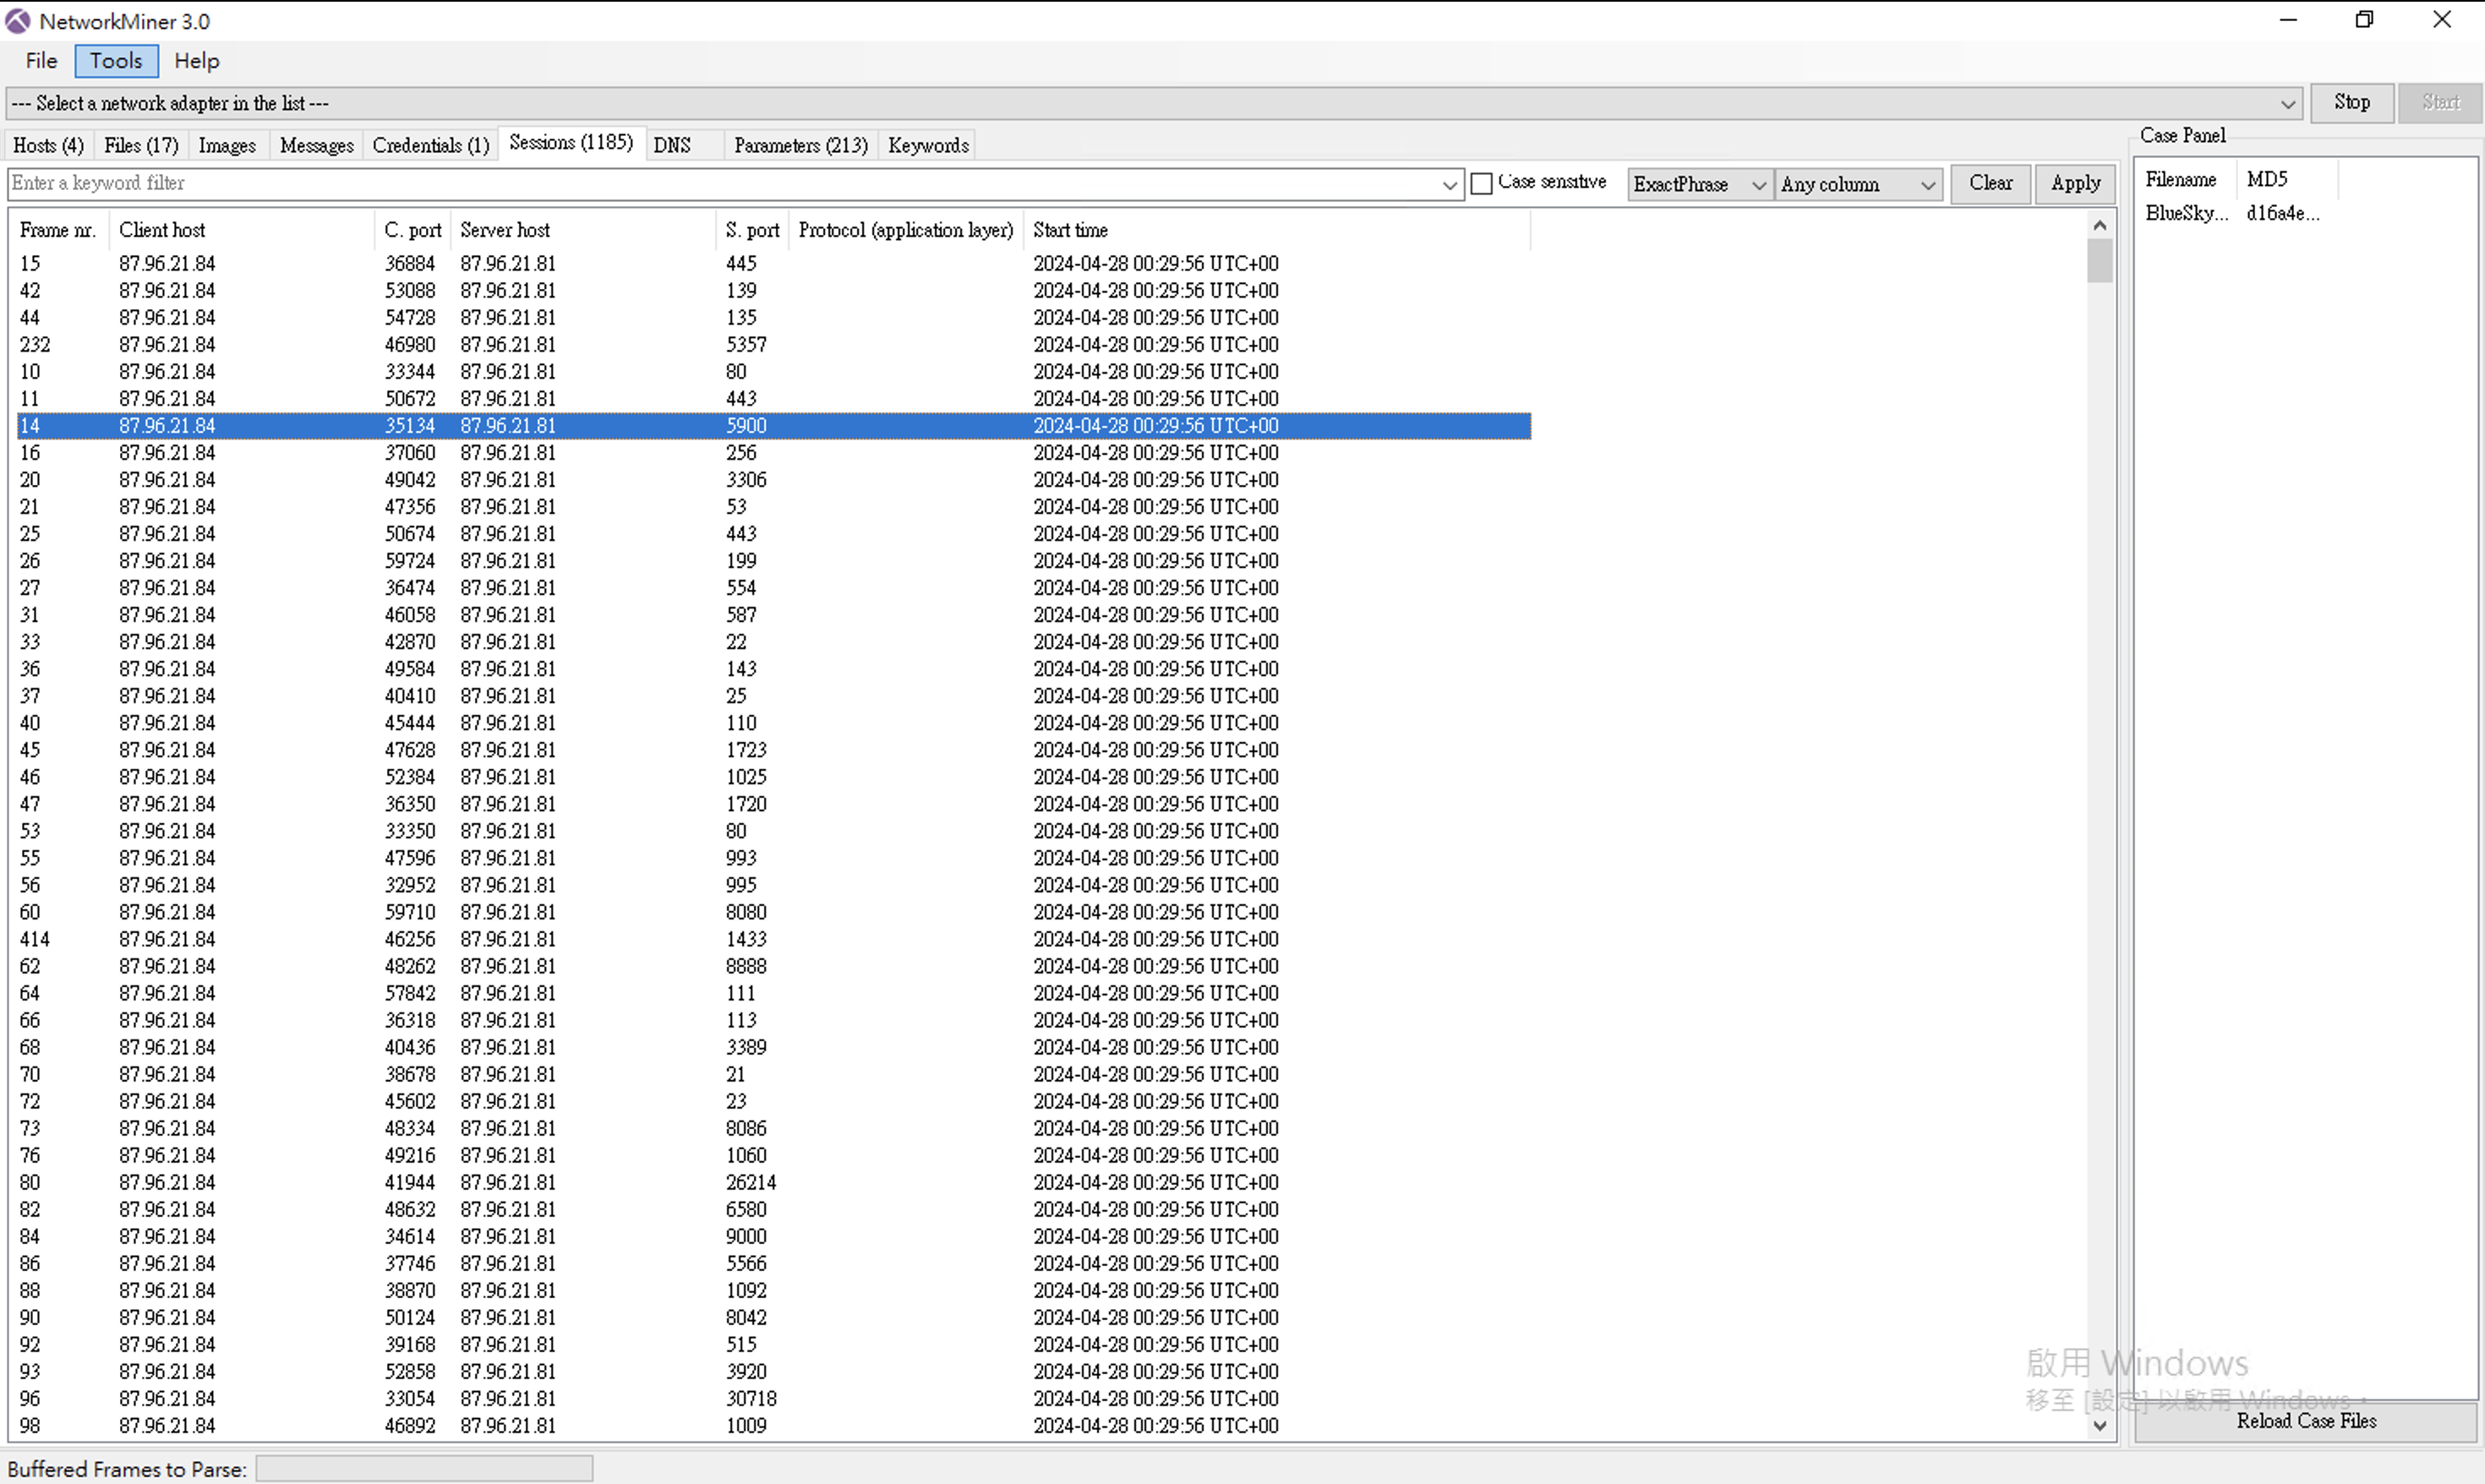 NetworkMiner 3.0
File Tools Help
--- Select a network adapter in the list --- Stop Start
Hosts (4) Files (17) Images Messages Credentials (1) Sessions (1185) DNS Parameters (213) Keywords Case Panel
Enter a keyword filter Case sensitive ExactPhrase Any column Clear Apply Filename MD5
BlueSky... d16a4e...
Frame nr. Client host C. port Server host S. port Protocol (application layer) Start time
15 87.96.21.84 36884 87.96.21.81 445 2024-04-28 00:29:56 UTC+00
42 87.96.21.84 53088 87.96.21.81 139 2024-04-28 00:29:56 UTC+00
44 87.96.21.84 54728 87.96.21.81 135 2024-04-28 00:29:56 UTC+00
232 87.96.21.84 46980 87.96.21.81 5357 2024-04-28 00:29:56 UTC+00
10 87.96.21.84 33344 87.96.21.81 80 2024-04-28 00:29:56 UTC+00
11 87.96.21.84 50672 87.96.21.81 443 2024-04-28 00:29:56 UTC+00
14 87.96.21.84 35134 87.96.21.81 5900 2024-04-28 00:29:56 UTC+00
16 87.96.21.84 37060 87.96.21.81 256 2024-04-28 00:29:56 UTC+00
20 87.96.21.84 49042 87.96.21.81 3306 2024-04-28 00:29:56 UTC+00
21 87.96.21.84 47356 87.96.21.81 53 2024-04-28 00:29:56 UTC+00
25 87.96.21.84 50674 87.96.21.81 443 2024-04-28 00:29:56 UTC+00
26 87.96.21.84 59724 87.96.21.81 199 2024-04-28 00:29:56 UTC+00
27 87.96.21.84 36474 87.96.21.81 554 2024-04-28 00:29:56 UTC+00
31 87.96.21.84 46058 87.96.21.81 587 2024-04-28 00:29:56 UTC+00
33 87.96.21.84 42870 87.96.21.81 22 2024-04-28 00:29:56 UTC+00
36 87.96.21.84 49584 87.96.21.81 143 2024-04-28 00:29:56 UTC+00
37 87.96.21.84 40410 87.96.21.81 25 2024-04-28 00:29:56 UTC+00
40 87.96.21.84 45444 87.96.21.81 110 2024-04-28 00:29:56 UTC+00
45 87.96.21.84 47628 87.96.21.81 1723 2024-04-28 00:29:56 UTC+00
46 87.96.21.84 52384 87.96.21.81 1025 2024-04-28 00:29:56 UTC+00
47 87.96.21.84 36350 87.96.21.81 1720 2024-04-28 00:29:56 UTC+00
53 87.96.21.84 33350 87.96.21.81 80 2024-04-28 00:29:56 UTC+00
55 87.96.21.84 47596 87.96.21.81 993 2024-04-28 00:29:56 UTC+00
56 87.96.21.84 32952 87.96.21.81 995 2024-04-28 00:29:56 UTC+00
60 87.96.21.84 59710 87.96.21.81 8080 2024-04-28 00:29:56 UTC+00
414 87.96.21.84 46256 87.96.21.81 1433 2024-04-28 00:29:56 UTC+00
62 87.96.21.84 48262 87.96.21.81 8888 2024-04-28 00:29:56 UTC+00
64 87.96.21.84 57842 87.96.21.81 111 2024-04-28 00:29:56 UTC+00
66 87.96.21.84 36318 87.96.21.81 113 2024-04-28 00:29:56 UTC+00
68 87.96.21.84 40436 87.96.21.81 3389 2024-04-28 00:29:56 UTC+00
70 87.96.21.84 38678 87.96.21.81 21 2024-04-28 00:29:56 UTC+00
72 87.96.21.84 45602 87.96.21.81 23 2024-04-28 00:29:56 UTC+00
73 87.96.21.84 48334 87.96.21.81 8086 2024-04-28 00:29:56 UTC+00
76 87.96.21.84 49216 87.96.21.81 1060 2024-04-28 00:29:56 UTC+00
80 87.96.21.84 41944 87.96.21.81 26214 2024-04-28 00:29:56 UTC+00
82 87.96.21.84 48632 87.96.21.81 6580 2024-04-28 00:29:56 UTC+00
84 87.96.21.84 34614 87.96.21.81 9000 2024-04-28 00:29:56 UTC+00
86 87.96.21.84 37746 87.96.21.81 5566 2024-04-28 00:29:56 UTC+00
88 87.96.21.84 38870 87.96.21.81 1092 2024-04-28 00:29:56 UTC+00
90 87.96.21.84 50124 87.96.21.81 8042 2024-04-28 00:29:56 UTC+00
92 87.96.21.84 39168 87.96.21.81 515 2024-04-28 00:29:56 UTC+00
93 87.96.21.84 52858 87.96.21.81 3920 2024-04-28 00:29:56 UTC+00
96 87.96.21.84 33054 87.96.21.81 30718 2024-04-28 00:29:56 UTC+00
98 87.96.21.84 46892 87.96.21.81 1009 2024-04-28 00:29:56 UTC+00
啟用 Windows
移至 [設定] 以啟用 Windows。
Reload Case Files
Buffered Frames to Parse: